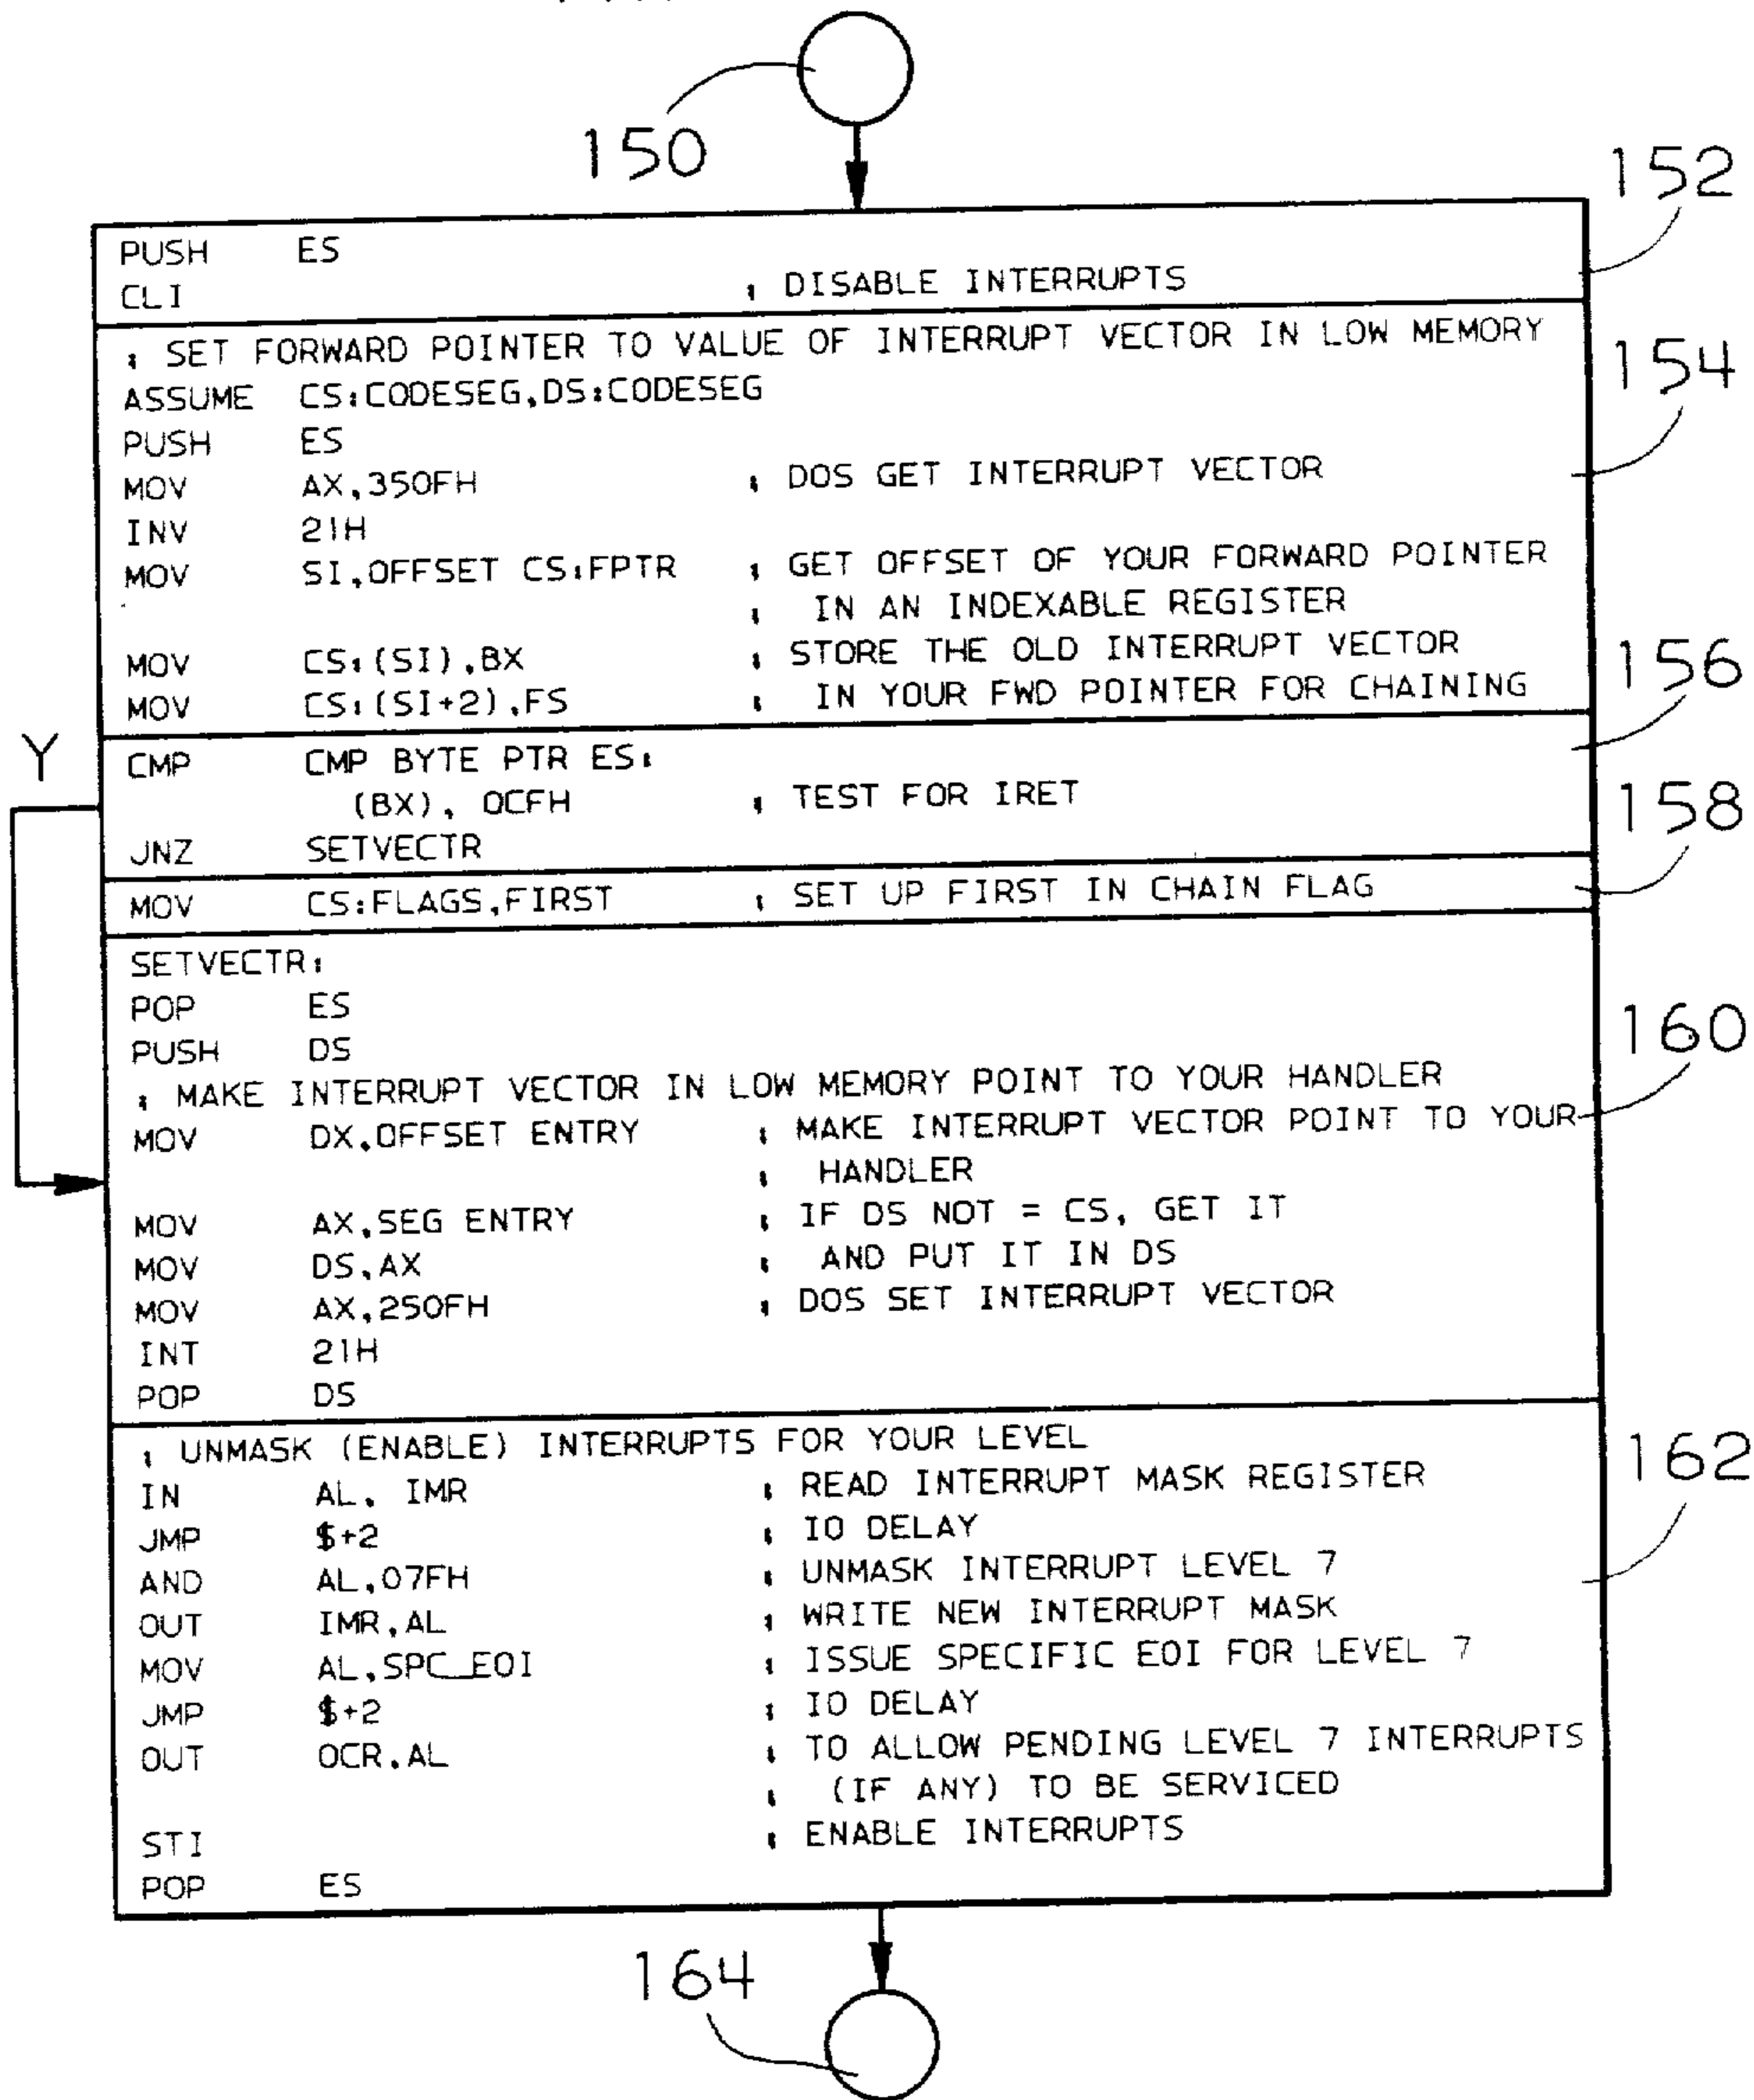 150
152
PUSH ES
CLI ; DISABLE INTERRUPTS
; SET FORWARD POINTER TO VALUE OF INTERRUPT VECTOR IN LOW MEMORY
154
ASSUME CS:CODESEG,DS:CODESEG
PUSH ES
MOV AX,350FH ; DOS GET INTERRUPT VECTOR
INV 21H
MOV SI,OFFSET CS:FPTR ; GET OFFSET OF YOUR FORWARD POINTER
; IN AN INDEXABLE REGISTER
MOV CS:(SI),BX ; STORE THE OLD INTERRUPT VECTOR
156
MOV CS:(SI+2),FS ; IN YOUR FWD POINTER FOR CHAINING
Y
CMP CMP BYTE PTR ES:
(BX), 0CFH ; TEST FOR IRET
158
JNZ SETVECTR
MOV CS:FLAGS,FIRST ; SET UP FIRST IN CHAIN FLAG
SETVECTR:
POP ES
PUSH DS
160
; MAKE INTERRUPT VECTOR IN LOW MEMORY POINT TO YOUR HANDLER
MOV DX,OFFSET ENTRY ; MAKE INTERRUPT VECTOR POINT TO YOUR
; HANDLER
MOV AX,SEG ENTRY ; IF DS NOT = CS, GET IT
MOV DS,AX ; AND PUT IT IN DS
MOV AX,250FH ; DOS SET INTERRUPT VECTOR
INT 21H
POP DS
; UNMASK (ENABLE) INTERRUPTS FOR YOUR LEVEL
162
IN AL, IMR ; READ INTERRUPT MASK REGISTER
JMP $+2 ; IO DELAY
AND AL,07FH ; UNMASK INTERRUPT LEVEL 7
OUT IMR,AL ; WRITE NEW INTERRUPT MASK
MOV AL,SPC_EOI ; ISSUE SPECIFIC EOI FOR LEVEL 7
JMP $+2 ; IO DELAY
OUT OCR,AL ; TO ALLOW PENDING LEVEL 7 INTERRUPTS
; (IF ANY) TO BE SERVICED
STI ; ENABLE INTERRUPTS
POP ES
164